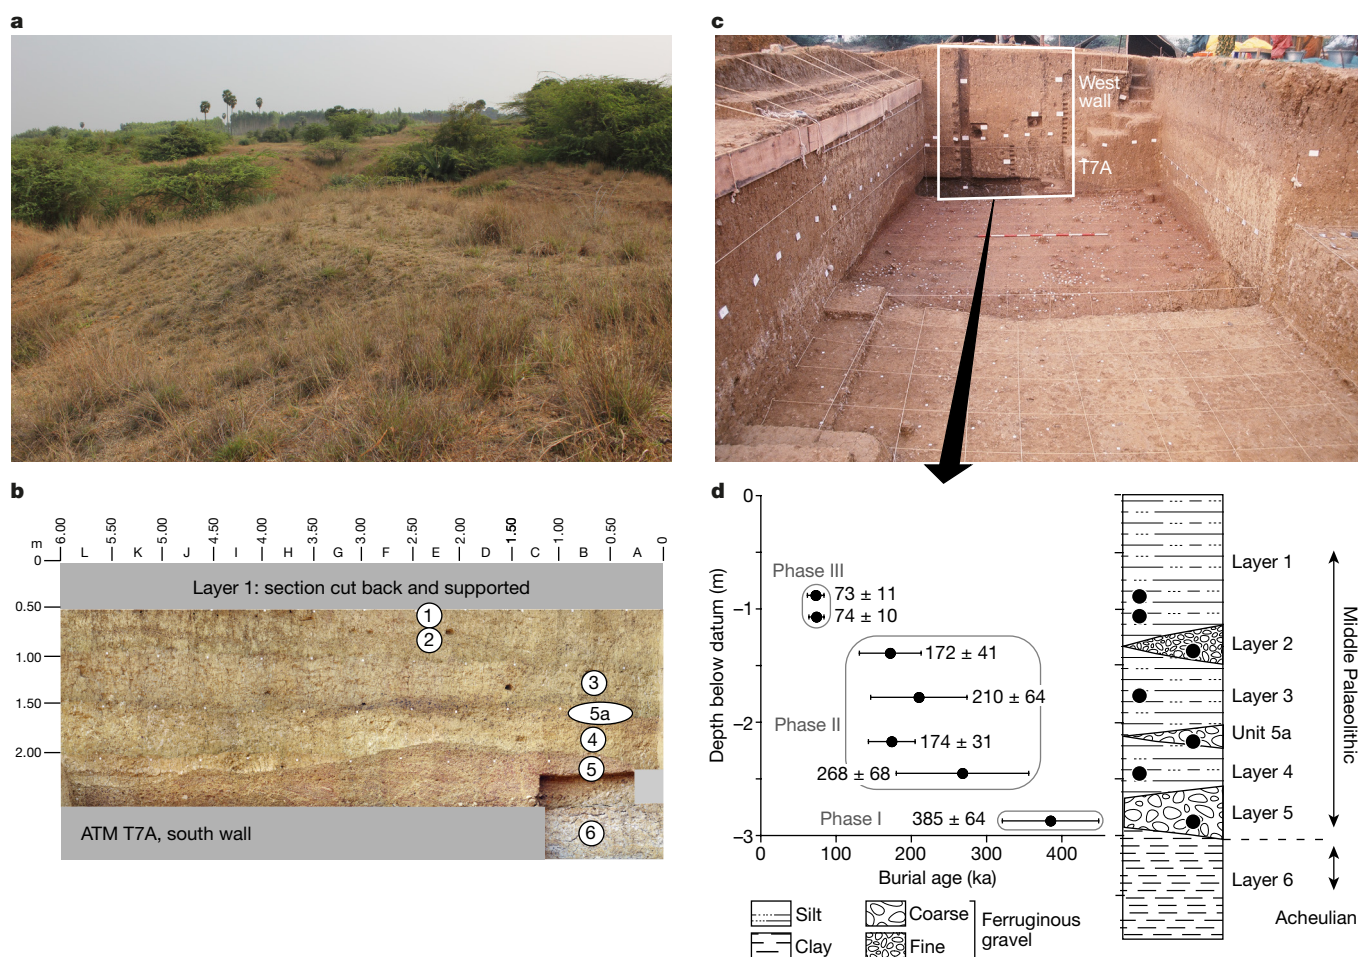 a
b
m
6.00
5.50
5.00
4.50
4.00
3.50
3.00
2.50
2.00
1.50
1.00
0.50
0
L
K
J
I
H
G
F
E
D
C
B
A
0
0.50
1.00
1.50
2.00
Layer 1: section cut back and supported
1
2
3
5a
4
5
6
ATM T7A, south wall
c
West
wall
T7A
d
Depth below datum (m)
0
–1
–2
–3
Phase III
73 ± 11
74 ± 10
172 ± 41
210 ± 64
Phase II
174 ± 31
268 ± 68
Phase I
385 ± 64
0
100
200
300
400
Burial age (ka)
Layer 1
Layer 2
Layer 3
Unit 5a
Layer 4
Layer 5
Layer 6
Middle Palaeolithic
Acheulian
Silt
Clay
Coarse
Fine
Ferruginous
gravel